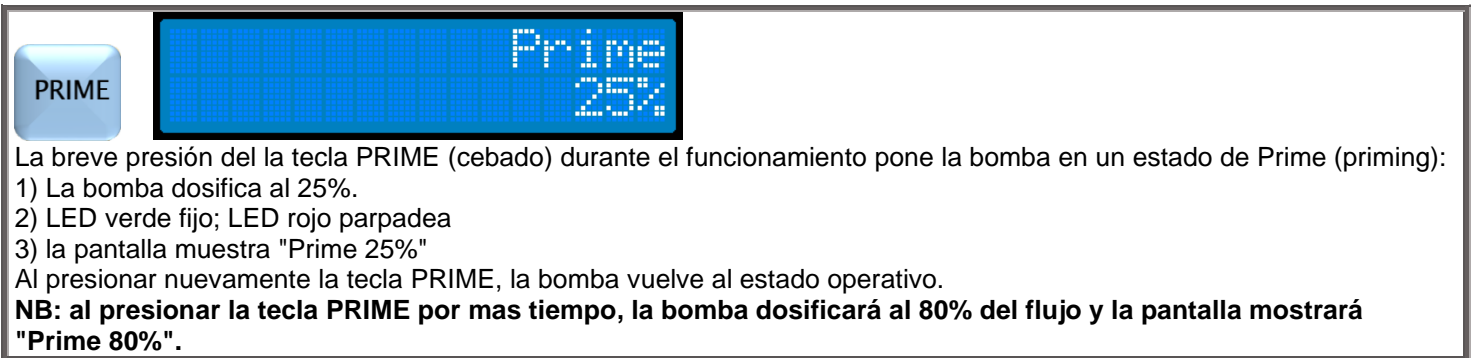 Prime
PRIME
25%
La breve presión del la tecla PRIME (cebado) durante el funcionamiento pone la bomba en un estado de Prime (priming):
1) La bomba dosifica al 25%.
2) LED verde fijo; LED rojo parpadea
3) la pantalla muestra "Prime 25%"
Al presionar nuevamente la tecla PRIME, la bomba vuelve al estado operativo.
NB: al presionar la tecla PRIME por mas tiempo, la bomba dosificará al 80% del flujo y la pantalla mostrará
"Prime 80%".